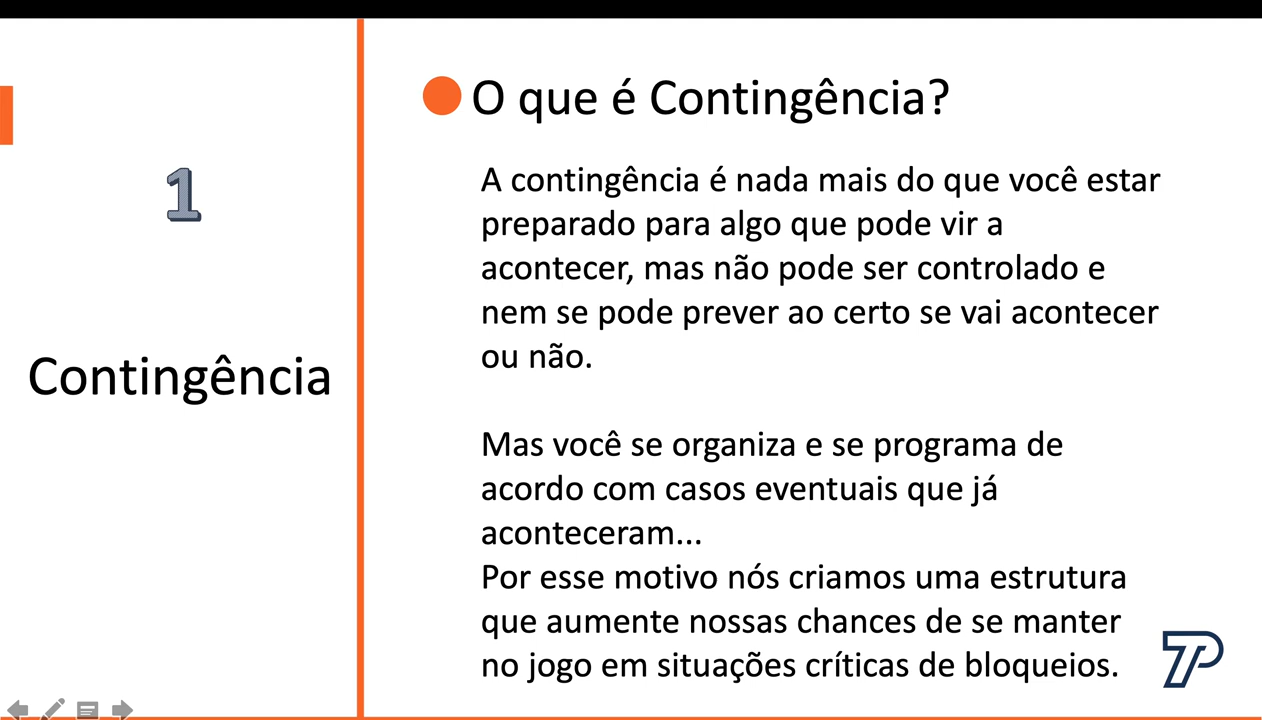 1
Contingência
O que é Contingência?
A contingência é nada mais do que você estar
preparado para algo que pode vir a
acontecer, mas não pode ser controlado e
nem se pode prever ao certo se vai acontecer
ou não.
Mas você se organiza e se programa de
acordo com casos eventuais que já
aconteceram...
Por esse motivo nós criamos uma estrutura
que aumente nossas chances de se manter
no jogo em situações críticas de bloqueios.
TP